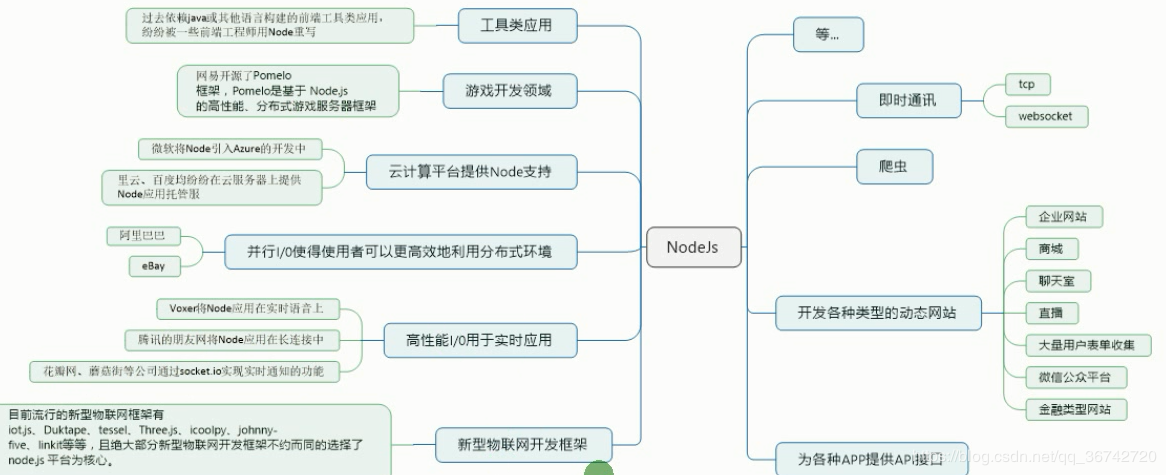 过去依赖java或其他语言构建的前端工具类应用,
纷纷被一些前端工程师用Node重写
工具类应用
网易开源了Pomelo
框架，Pomelo是基于 Node.js
的高性能、分布式游戏服务器框架
游戏开发领域
微软将Node引入Azure的开发中
里云、百度均纷纷在云服务器上提供
Node应用托管服
云计算平台提供Node支持
阿里巴巴
eBay
并行I/0使得使用者可以更高效地利用分布式环境
Voxer将Node应用在实时语音上
腾讯的朋友网将Node应用在长连接中
花瓣网、蘑菇街等公司通过socket.io实现实时通知的功能
高性能I/0用于实时应用
目前流行的新型物联网框架有
iot.js、Duktape、tessel、Three.js、icoolpy、johnny-
five、linkit等等，且绝大部分新型物联网开发框架不约而同的选择了
node.js 平台为核心。
新型物联网开发框架
NodeJs
等...
即时通讯
tcp
websocket
爬虫
开发各种类型的动态网站
企业网站
商城
聊天室
直播
大量用户表单收集
微信公众平台
金融类型网站
为各种APP提供APi接口
https://blog.csdn.net/qq_36742720